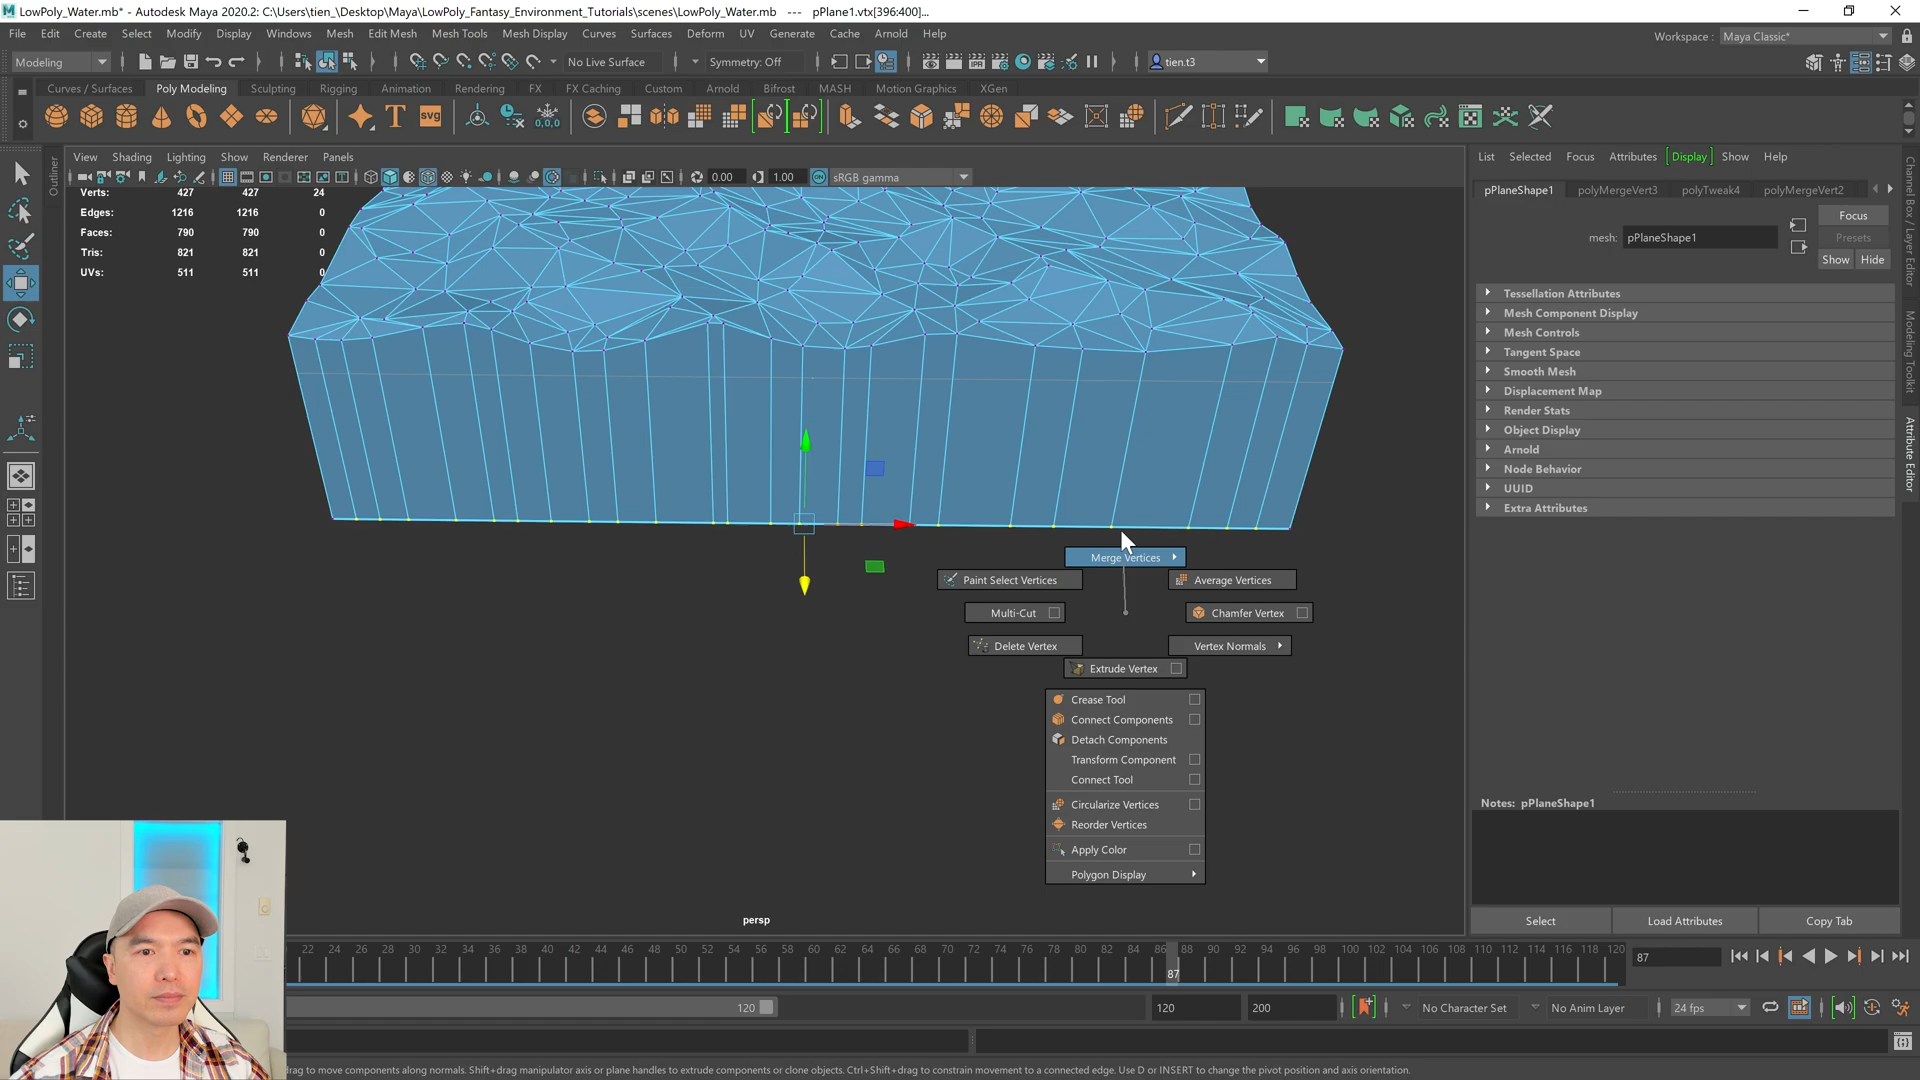 LowPoly_Water.mb* - Autodesk Maya 2020.2: C:\Users\tien_\Desktop\Maya\LowPoly_Fantasy_Environment_Tutorials\scenes\LowPoly_Water.mb --- pPlane1.vtx[396:400]...
File Edit Create Select Modify Display Windows Mesh Edit Mesh Mesh Tools Mesh Display Curves Surfaces Deform UV Generate Cache Arnold Help
Workspace : Maya Classic*
Modeling
No Live Surface
Symmetry: Off
tien.t3
Curves / Surfaces Poly Modeling Sculpting Rigging Animation Rendering FX FX Caching Custom Arnold Bifrost MASH Motion Graphics XGen
svg
0,0,0
Outliner
View Shading Lighting Show Renderer Panels
0.00 1.00 ON sRGB gamma
Verts: 427 427 24
Edges: 1216 1216 0
Faces: 790 790 0
Tris: 821 821 0
UVs: 511 511 0
Merge Vertices
Paint Select Vertices
Average Vertices
Multi-Cut
Chamfer Vertex
Delete Vertex
Vertex Normals
Extrude Vertex
Crease Tool
Connect Components
Detach Components
Transform Component
Connect Tool
Circularize Vertices
Reorder Vertices
Apply Color
Polygon Display
persp
List Selected Focus Attributes Display Show Help
pPlaneShape1 polyMergeVert3 polyTweak4 polyMergeVert2
Focus
Presets
Show Hide
mesh: pPlaneShape1
Tessellation Attributes
Mesh Component Display
Mesh Controls
Tangent Space
Smooth Mesh
Displacement Map
Render Stats
Object Display
Arnold
Node Behavior
UUID
Extra Attributes
Notes: pPlaneShape1
Select Load Attributes Copy Tab
Channel Box / Layer Editor
Modeling Toolkit
Attribute Editor
22 24 26 28 30 32 34 36 38 40 42 44 46 48 50 52 54 56 58 60 62 64 66 68 70 72 74 76 78 80 82 84 86 88 90 92 94 96 98 100 102 104 106 108 110 112 114 116 118 120
87
87
120
120
200
No Character Set
No Anim Layer
24 fps
drag to move components along normals. Shift+drag manipulator axis or plane handles to extrude components or clone objects. Ctrl+Shift+drag to constrain movement to a connected edge. Use D or INSERT to change the pivot position and axis orientation.